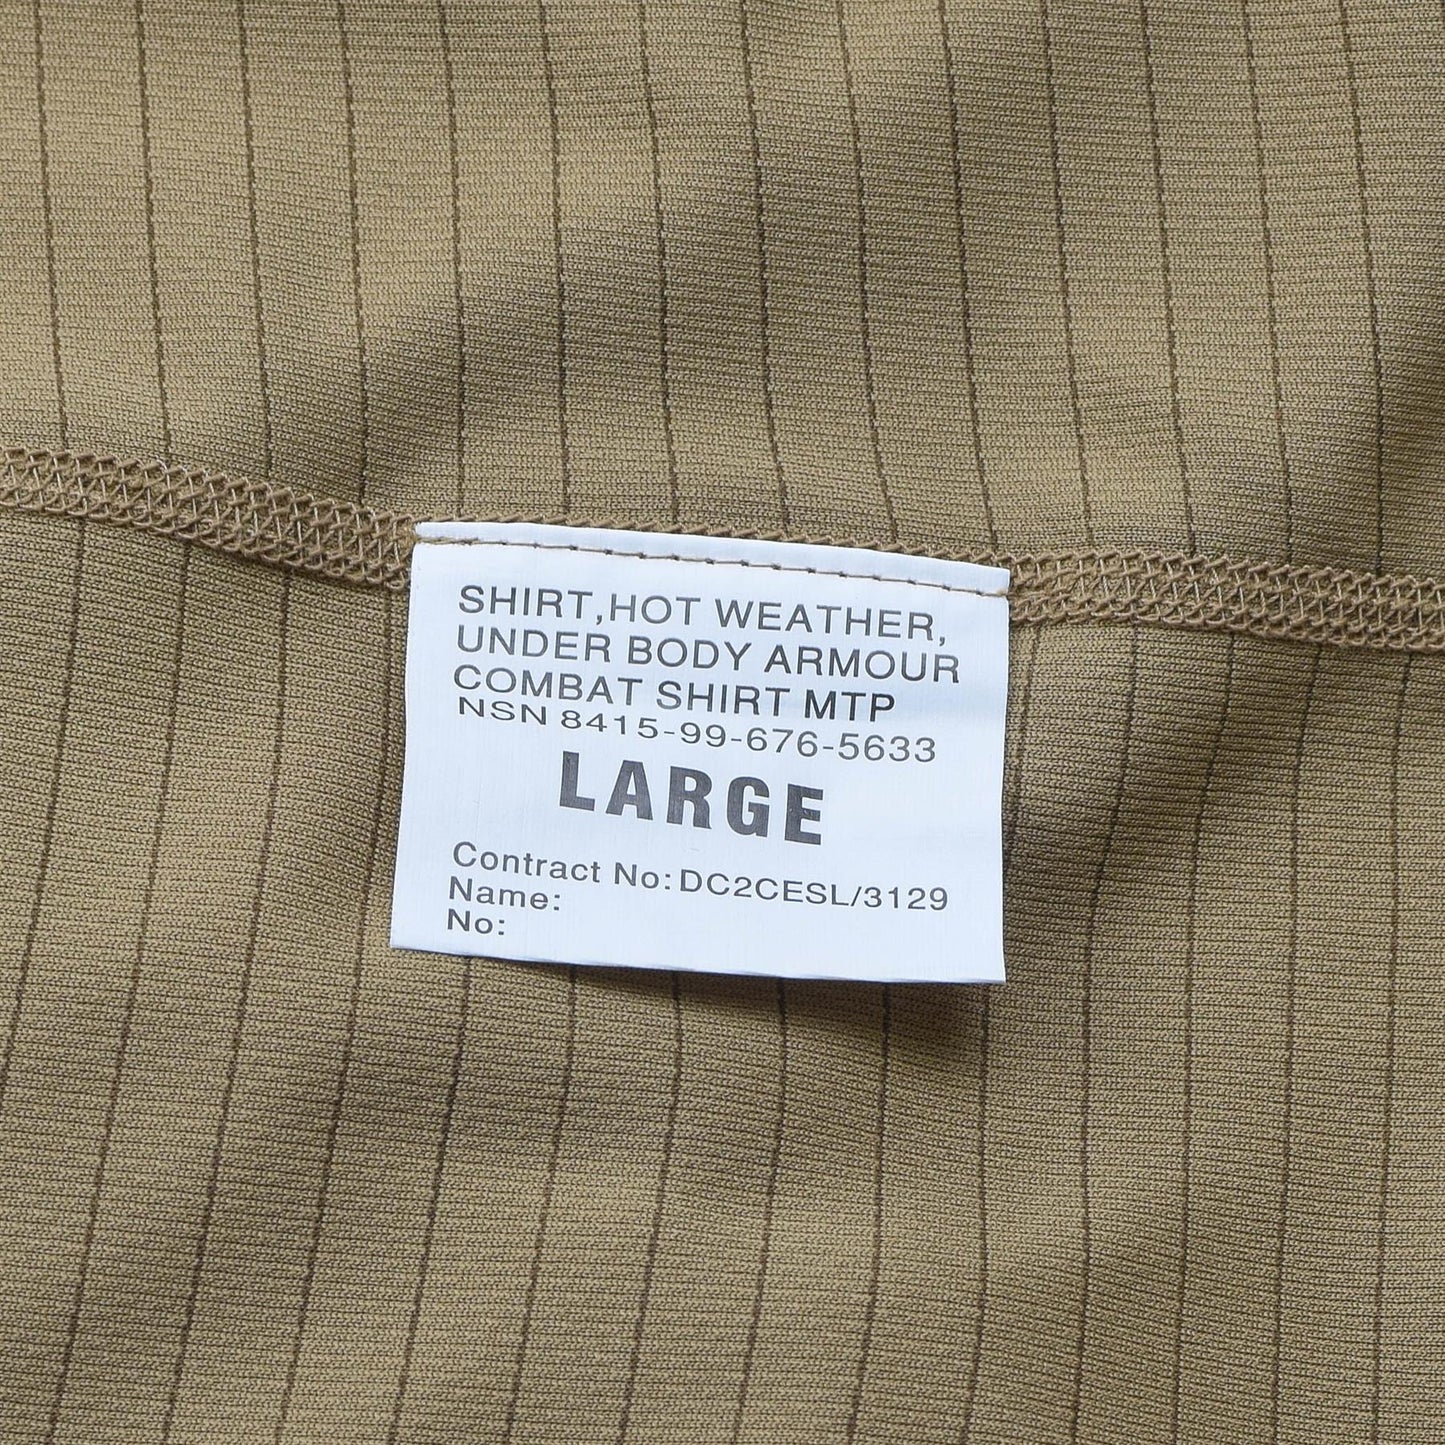 SHIRT,HOT WEATHER,
UNDER BODY ARMOUR
COMBAT SHIRT MTP
NSN 8415-99-676-5633
LARGE
Contract No: DC2CESL/3129
Name:
No: